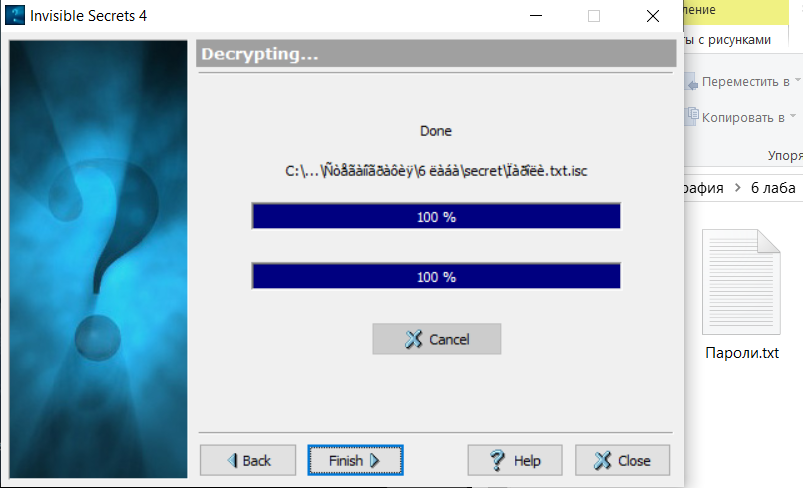 Invisible Secrets 4
Decrypting...
Done
C:\...\Ñòåãàíîãðàôèÿ\6 ëàáà\secret\Ïàðîëè.txt.isc
100 %
100 %
Cancel
Back
Finish
Help
Close
ление
ты с рисунками
Переместить в
Копировать в
Упоря
рафия > 6 лаба
Пароли.txt